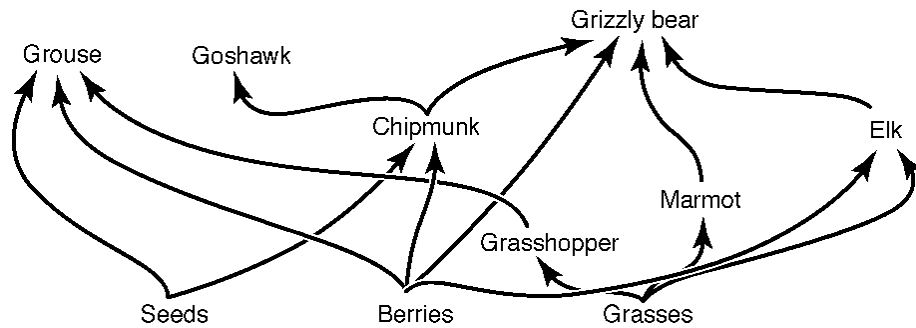 Grizzly bear
Grouse
Goshawk
Chipmunk
Elk
Marmot
Grasshopper
Seeds
Berries
Grasses